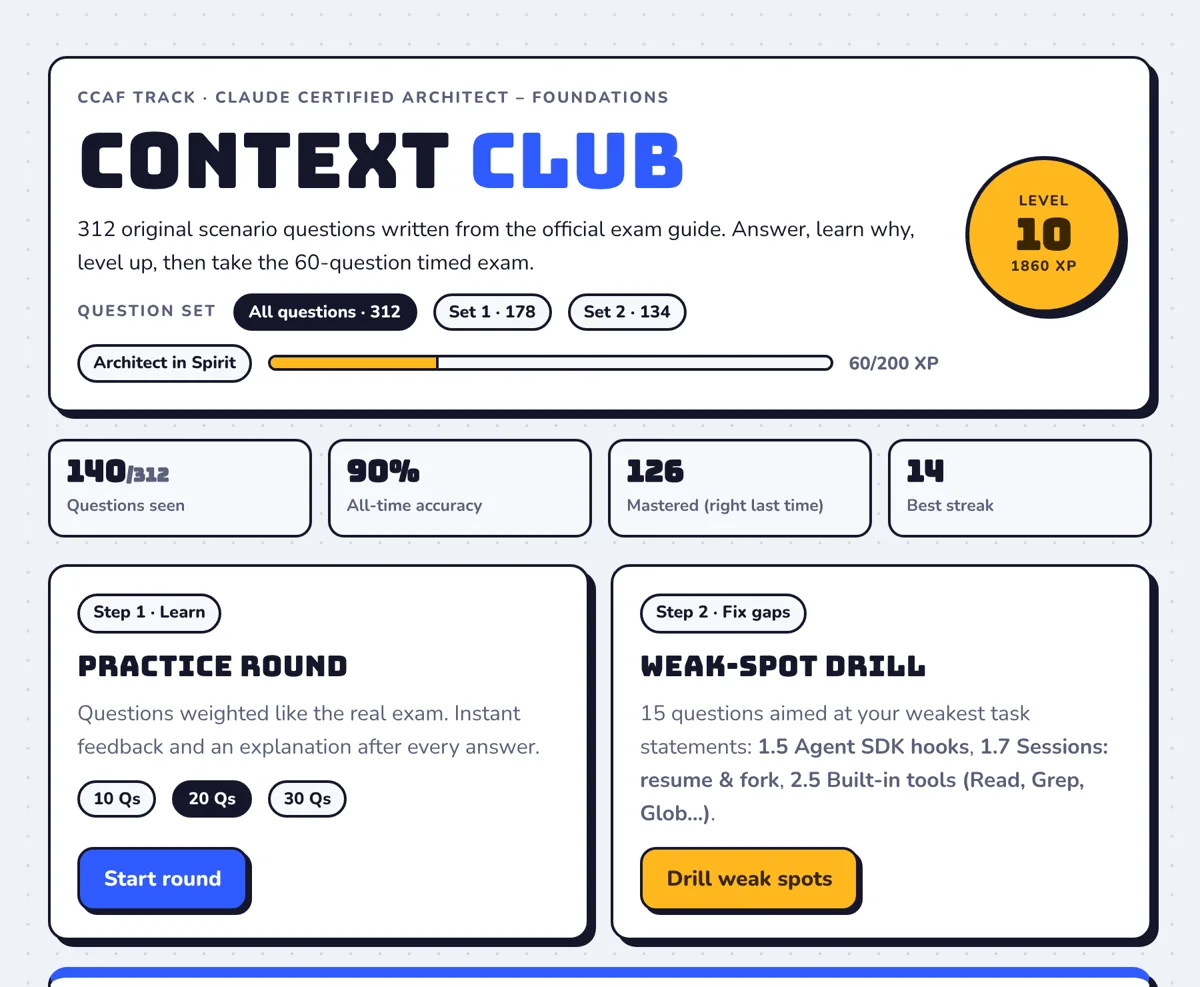 CCAF TRACK · CLAUDE CERTIFIED ARCHITECT – FOUNDATIONS
CONTEXT CLUB
312 original scenario questions written from the official exam guide. Answer, learn why,
level up, then take the 60-question timed exam.
LEVEL
10
1860 XP
QUESTION SET
All questions · 312
Set 1 · 178
Set 2 · 134
Architect in Spirit
60/200 XP
140/312
Questions seen
90%
All-time accuracy
126
Mastered (right last time)
14
Best streak
Step 1 · Learn
PRACTICE ROUND
Questions weighted like the real exam. Instant
feedback and an explanation after every answer.
10 Qs
20 Qs
30 Qs
Start round
Step 2 · Fix gaps
WEAK-SPOT DRILL
15 questions aimed at your weakest task
statements: 1.5 Agent SDK hooks, 1.7 Sessions:
resume & fork, 2.5 Built-in tools (Read, Grep,
Glob…).
Drill weak spots